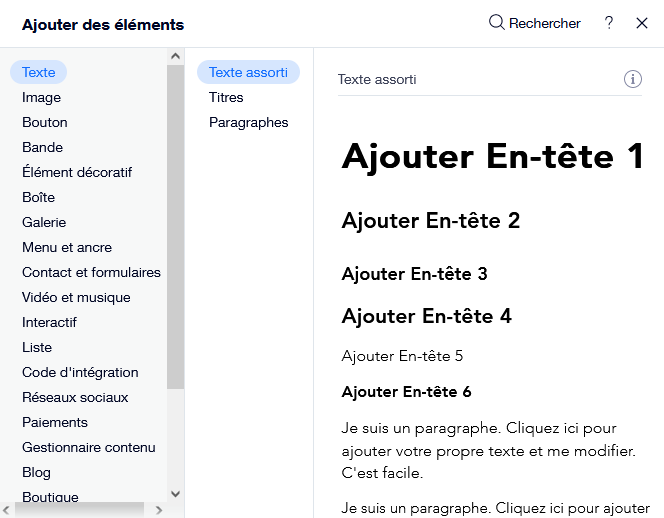 Ajouter des éléments
Rechercher
?
Texte
Image
Bouton
Bande
Élément décoratif
Boîte
Galerie
Menu et ancre
Contact et formulaires
Vidéo et musique
Interactif
Liste
Code d'intégration
Réseaux sociaux
Paiements
Gestionnaire contenu
Blog
Boutique
Texte assorti
Titres
Paragraphes
Texte assorti
i
Ajouter En-tête 1
Ajouter En-tête 2
Ajouter En-tête 3
Ajouter En-tête 4
Ajouter En-tête 5
Ajouter En-tête 6
Je suis un paragraphe. Cliquez ici pour
ajouter votre propre texte et me modifier.
C'est facile.
Je suis un paragraphe. Cliquez ici pour ajouter